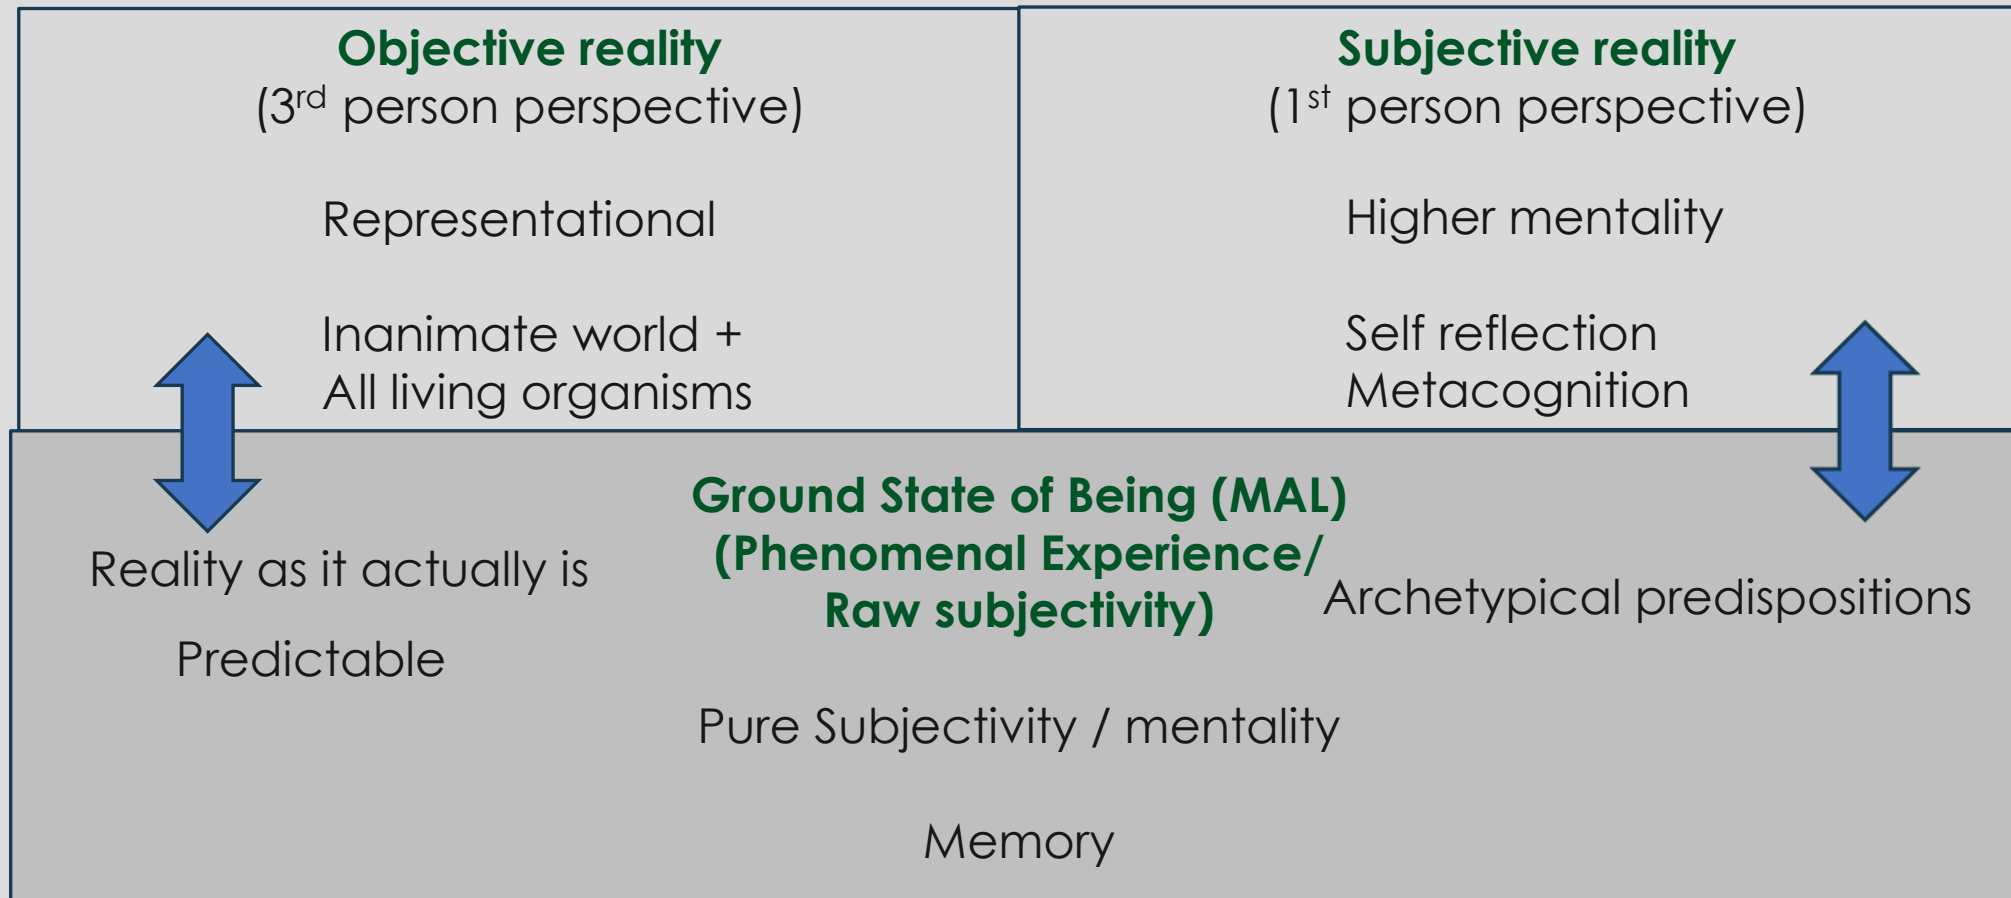 Objective reality
(3rd person perspective)
Representational
Inanimate world +
All living organisms
Subjective reality
(1st person perspective)
Higher mentality
Self reflection
Metacognition
Ground State of Being (MAL)
(Phenomenal Experience/
Raw subjectivity)
Reality as it actually is
Predictable
Archetypical predispositions
Pure Subjectivity / mentality
Memory